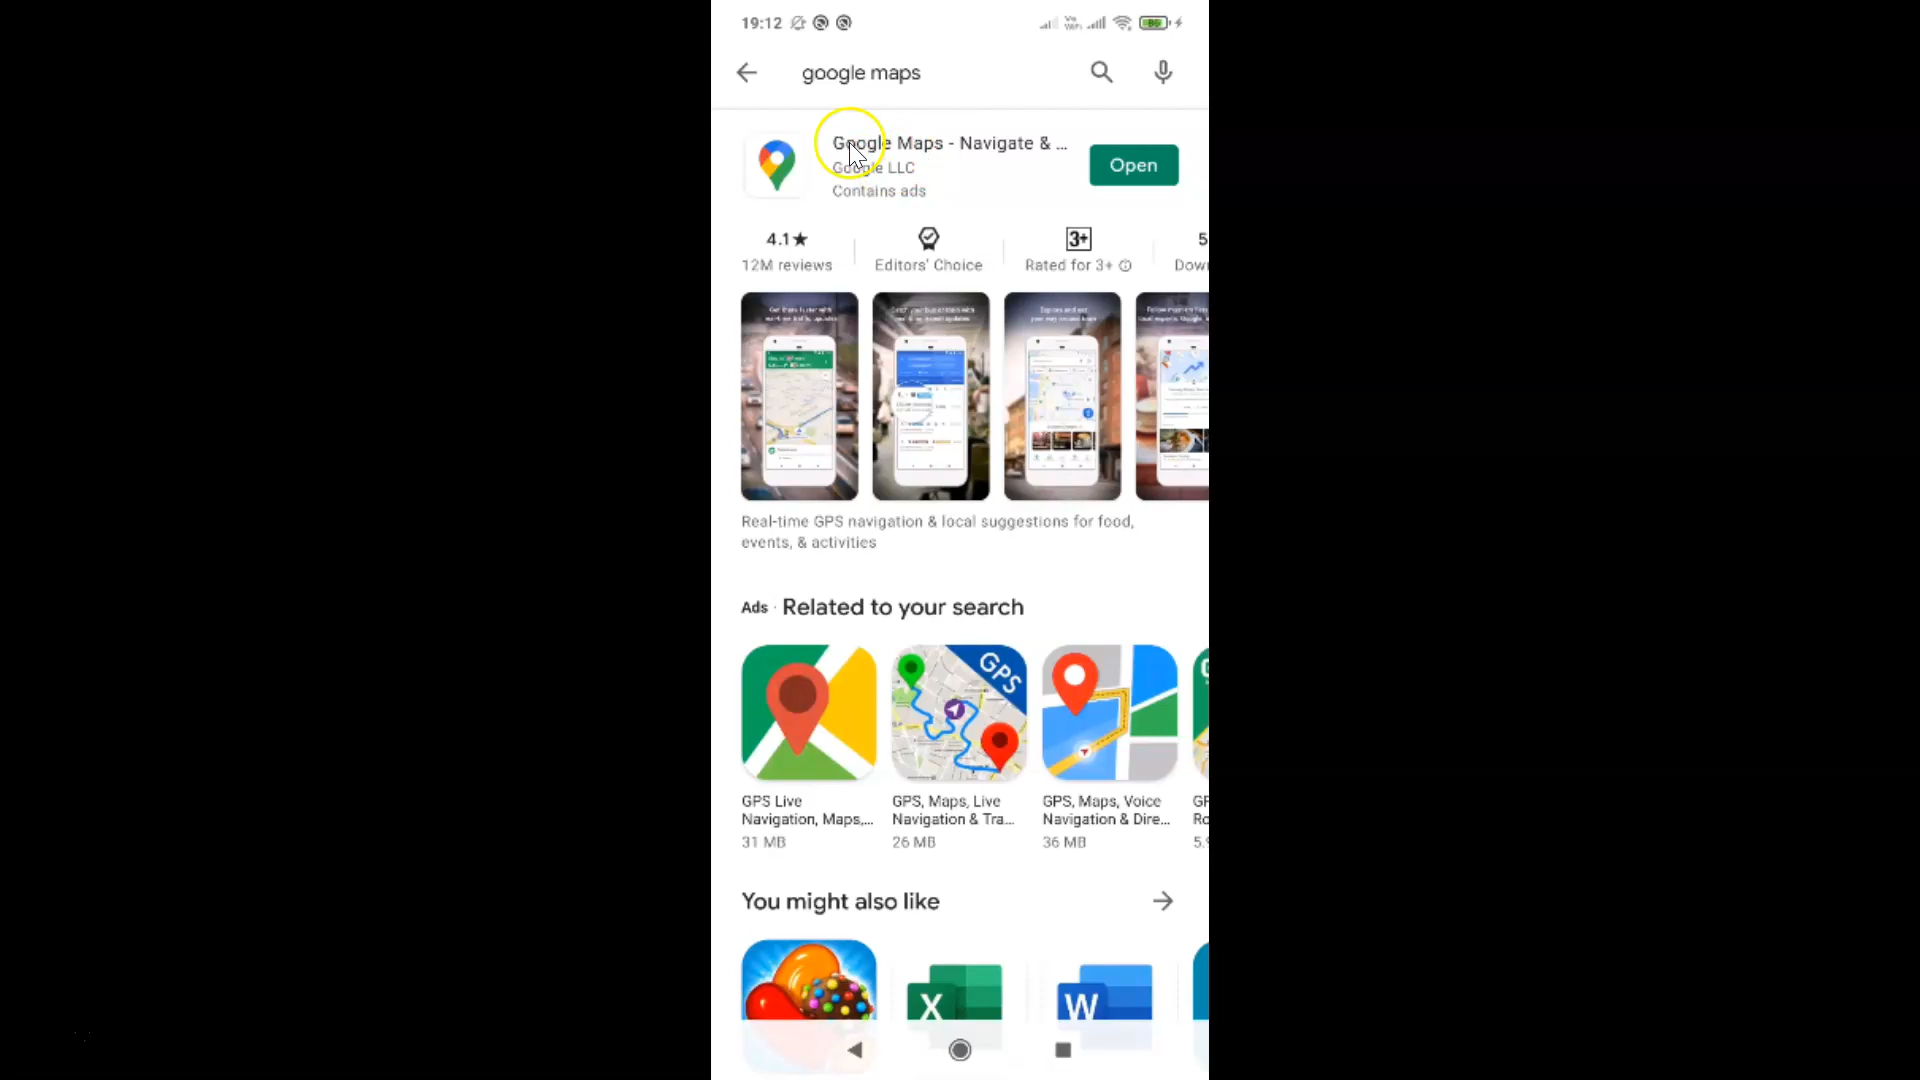 19:12
google maps
Google Maps - Navigate & ...
Google LLC
Contains ads
Open
4.1★
12M reviews
Editors' Choice
3+
Rated for 3+
5
Down
Real-time GPS navigation & local suggestions for food,
events, & activities
Ads · Related to your search
GPS
GPS Live
Navigation, Maps,...
31 MB
GPS, Maps, Live
Navigation & Tra...
26 MB
GPS, Maps, Voice
Navigation & Dire...
36 MB
You might also like
X
W